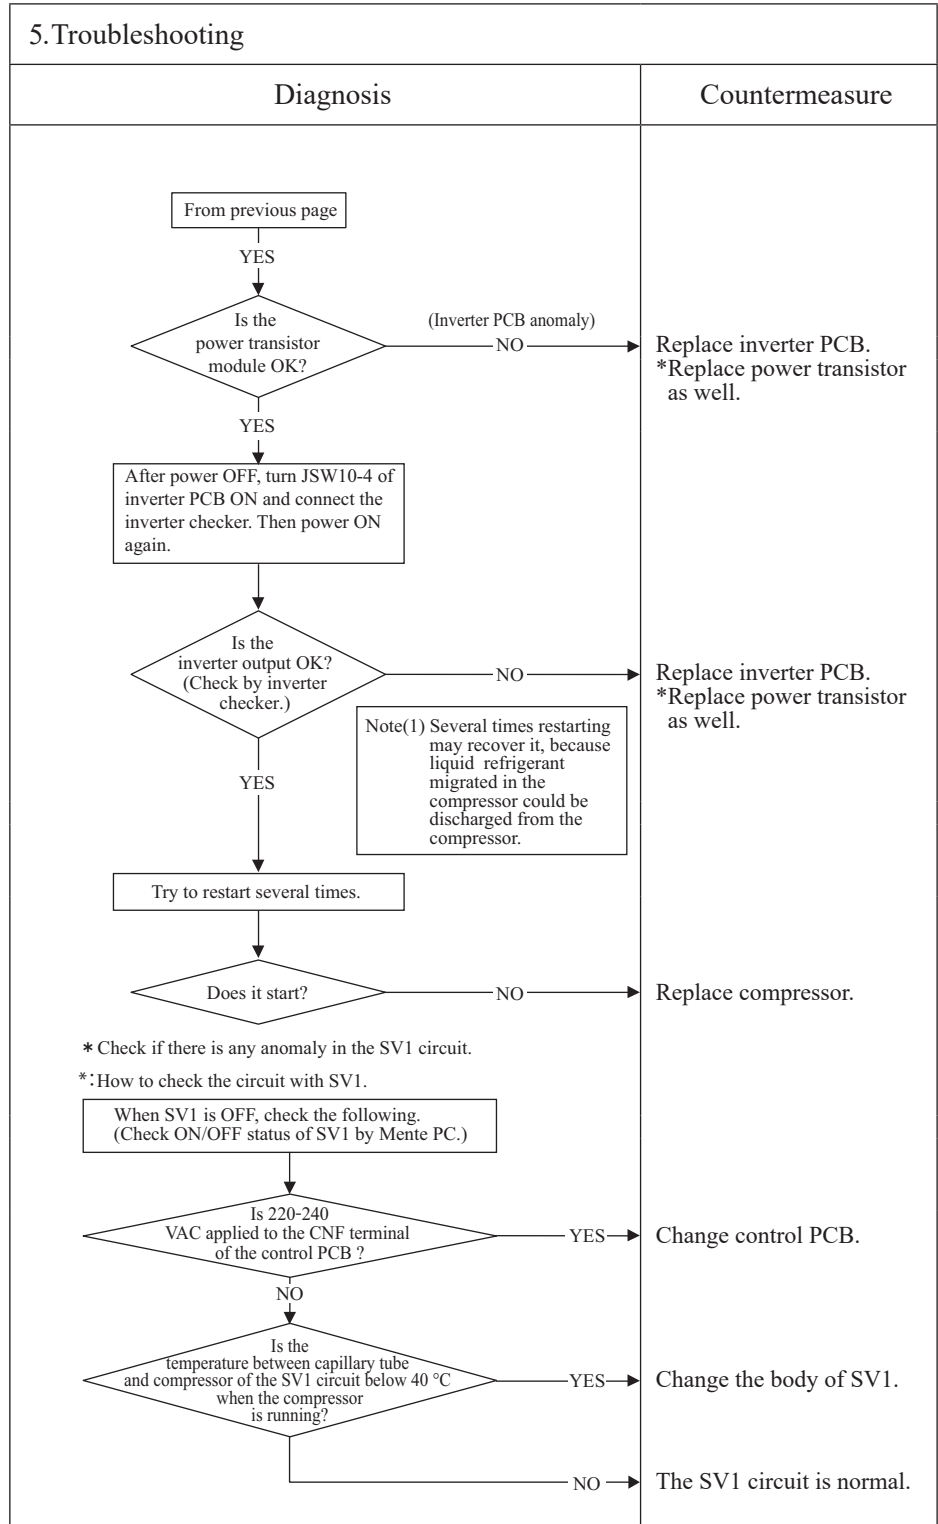 5.Troubleshooting
Diagnosis
Countermeasure
From previous page
YES
Is the
power transistor
module OK?
(Inverter PCB anomaly)
NO
Replace inverter PCB.
*Replace power transistor
as well.
YES
After power OFF, turn JSW10-4 of
inverter PCB ON and connect the
inverter checker. Then power ON
again.
Is the
inverter output OK?
(Check by inverter
checker.)
NO
Replace inverter PCB.
*Replace power transistor
as well.
Note(1) Several times restarting
may recover it, because
liquid refrigerant
migrated in the
compressor could be
discharged from the
compressor.
YES
Try to restart several times.
Does it start?
NO
Replace compressor.
* Check if there is any anomaly in the SV1 circuit.
*:How to check the circuit with SV1.
When SV1 is OFF, check the following.
(Check ON/OFF status of SV1 by Mente PC.)
Is 220-240
VAC applied to the CNF terminal
of the control PCB ?
YES
Change control PCB.
NO
Is the
temperature between capillary tube
and compressor of the SV1 circuit below 40 °C
when the compressor
is running?
YES
Change the body of SV1.
NO
The SV1 circuit is normal.